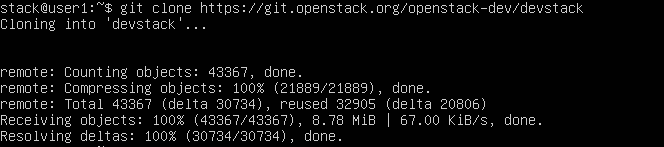 stack@user1:~$ git clone https://git.openstack.org/openstack-dev/devstack
Cloning into 'devstack'...
remote: Counting objects: 43367, done.
remote: Compressing objects: 100% (21889/21889), done.
remote: Total 43367 (delta 30734), reused 32905 (delta 20806)
Receiving objects: 100% (43367/43367), 8.78 MiB | 67.00 KiB/s, done.
Resolving deltas: 100% (30734/30734), done.